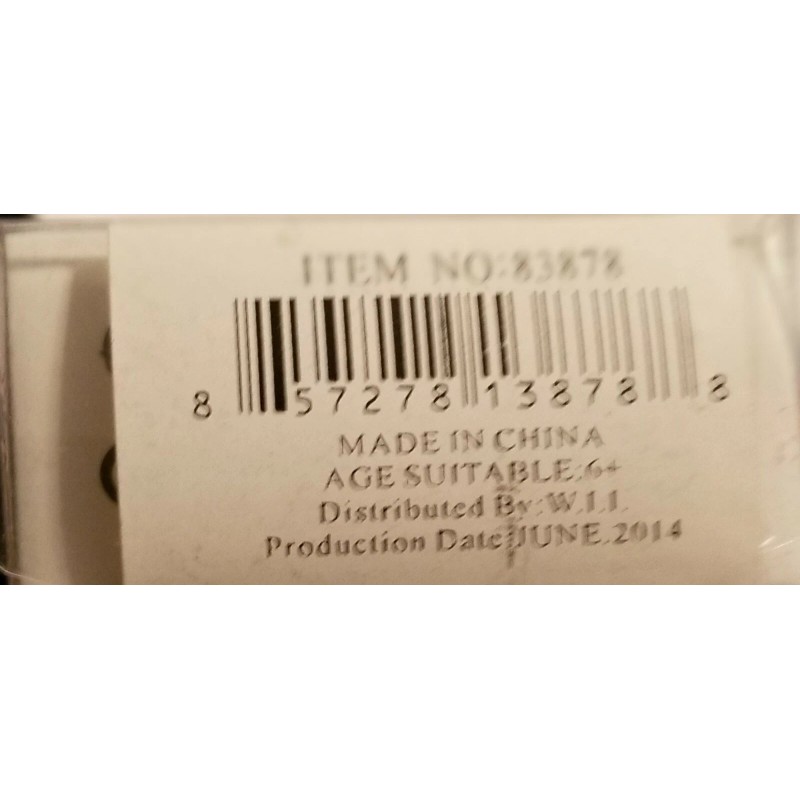 ITEM NO:83878
8 57278 13878 8
MADE IN CHINA
AGE SUITABLE:6+
Distributed By:W.I.I.
Production Date:JUNE.2014